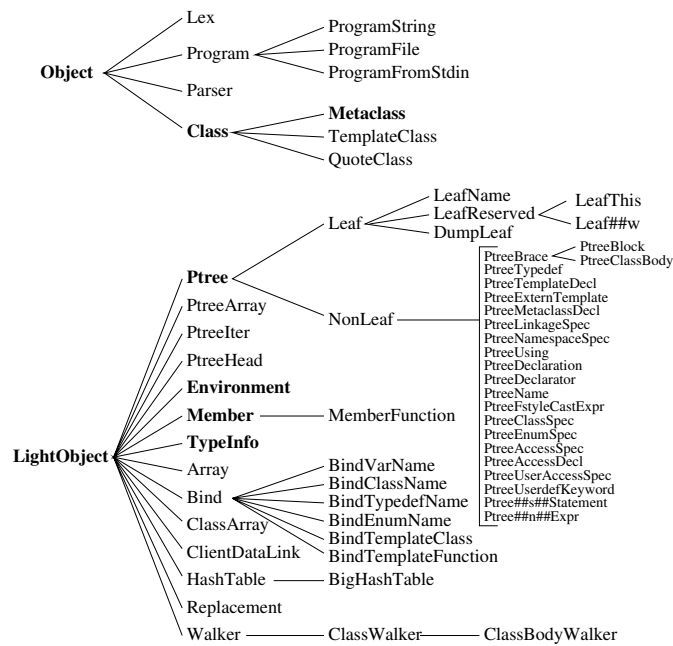 Lex
Program
ProgramString
ProgramFile
ProgramFromStdin
Object
Parser
Class
Metaclass
TemplateClass
QuoteClass
LeafName
LeafReserved
LeafThis
Leaf##w
Leaf
DumpLeaf
PtreeBrace
PtreeBlock
PtreeClassBody
PtreeTypedef
PtreeTemplateDecl
PtreeExternTemplate
PtreeMetaclassDecl
PtreeLinkageSpec
PtreeNamespaceSpec
PtreeUsing
PtreeDeclaration
PtreeDeclarator
PtreeName
PtreeFstyleCastExpr
PtreeClassSpec
PtreeEnumSpec
PtreeAccessSpec
PtreeAccessDecl
PtreeUserAccessSpec
PtreeUserdefKeyword
Ptree##s##Statement
Ptree##n##Expr
Ptree
NonLeaf
PtreeArray
PtreeIter
PtreeHead
Environment
Member
MemberFunction
TypeInfo
LightObject
Array
Bind
BindVarName
BindClassName
BindTypedefName
BindEnumName
BindTemplateClass
BindTemplateFunction
ClassArray
ClientDataLink
HashTable
BigHashTable
Replacement
Walker
ClassWalker
ClassBodyWalker